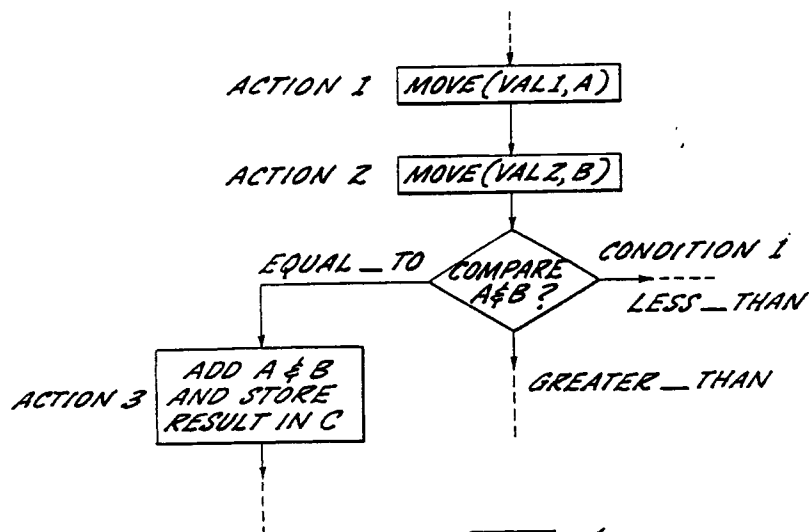 ACTION 1
MOVE(VAL1, A)
ACTION 2
MOVE(VAL2, B)
EQUAL_TO
COMPARE
A&B?
CONDITION 1
LESS_THAN
GREATER_THAN
ACTION 3
ADD A & B
AND STORE
RESULT IN C